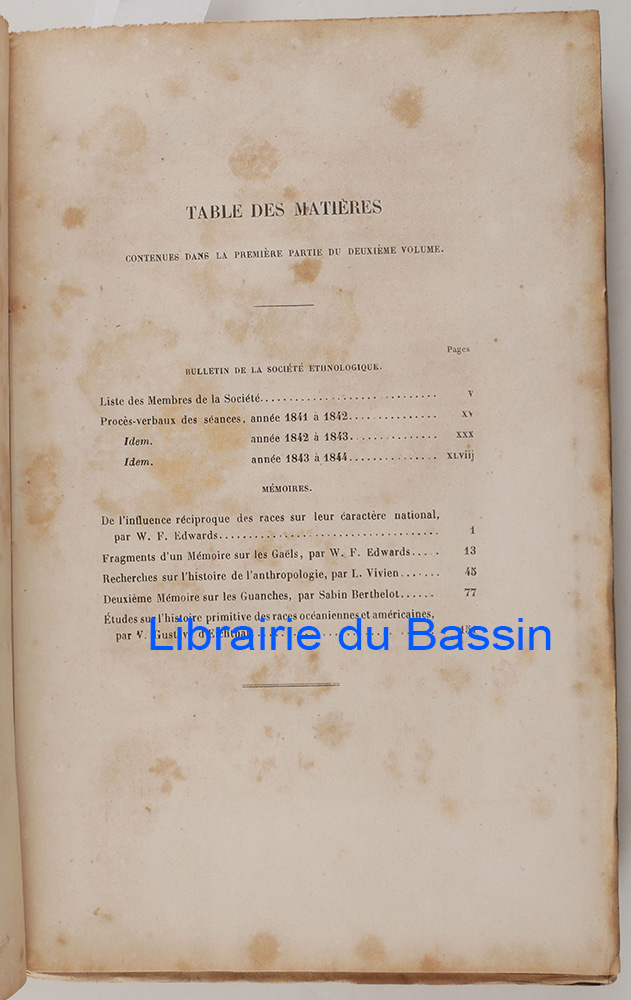 TABLE DES MATIÈRES
CONTENUES DANS LA PREMIÈRE PARTIE DU DEUXIÈME VOLUME.
Pages
BULLETIN DE LA SOCIÉTÉ ETHNOLOGIQUE.
Liste des Membres de la Société............................. V
Procès-verbaux des séances, année 1841 à 1842............... XV
Idem. année 1842 à 1843............... XXX
Idem. année 1843 à 1844............... XLViij
MÉMOIRES.
De l'influence réciproque des races sur leur caractère national,
par W. F. Edwards.................................... 1
Fragments d'un Mémoire sur les Gaëls, par W. F. Edwards..... 13
Recherches sur l'histoire de l'anthropologie, par L. Vivien....... 45
Deuxième Mémoire sur les Guanches, par Sabin Berthelot...... 77
Études sur l'histoire primitive des races océaniennes et américaines,
par Gustave d'Eichthal
Librairie du Bassin